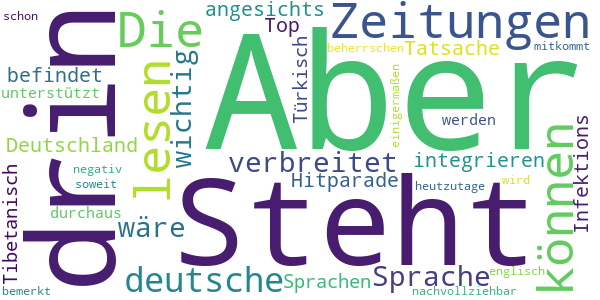 schon
angesichts
Die
Top
Zeitungen
drin
Aber
beherrschen
Tatsache
mitkommt
befindet
unterstützt
lesen
wichtig
Türkisch
einigermaßen
Deutschland
verbreitet
integrieren
werden
können
Infektions
Tibetanisch
negativ
soweit
Hitparade
heutzutage
wird
Steht
durchaus
wäre
deutsche
Sprachen
Sprache
englisch
bemerkt
nachvollziehbar